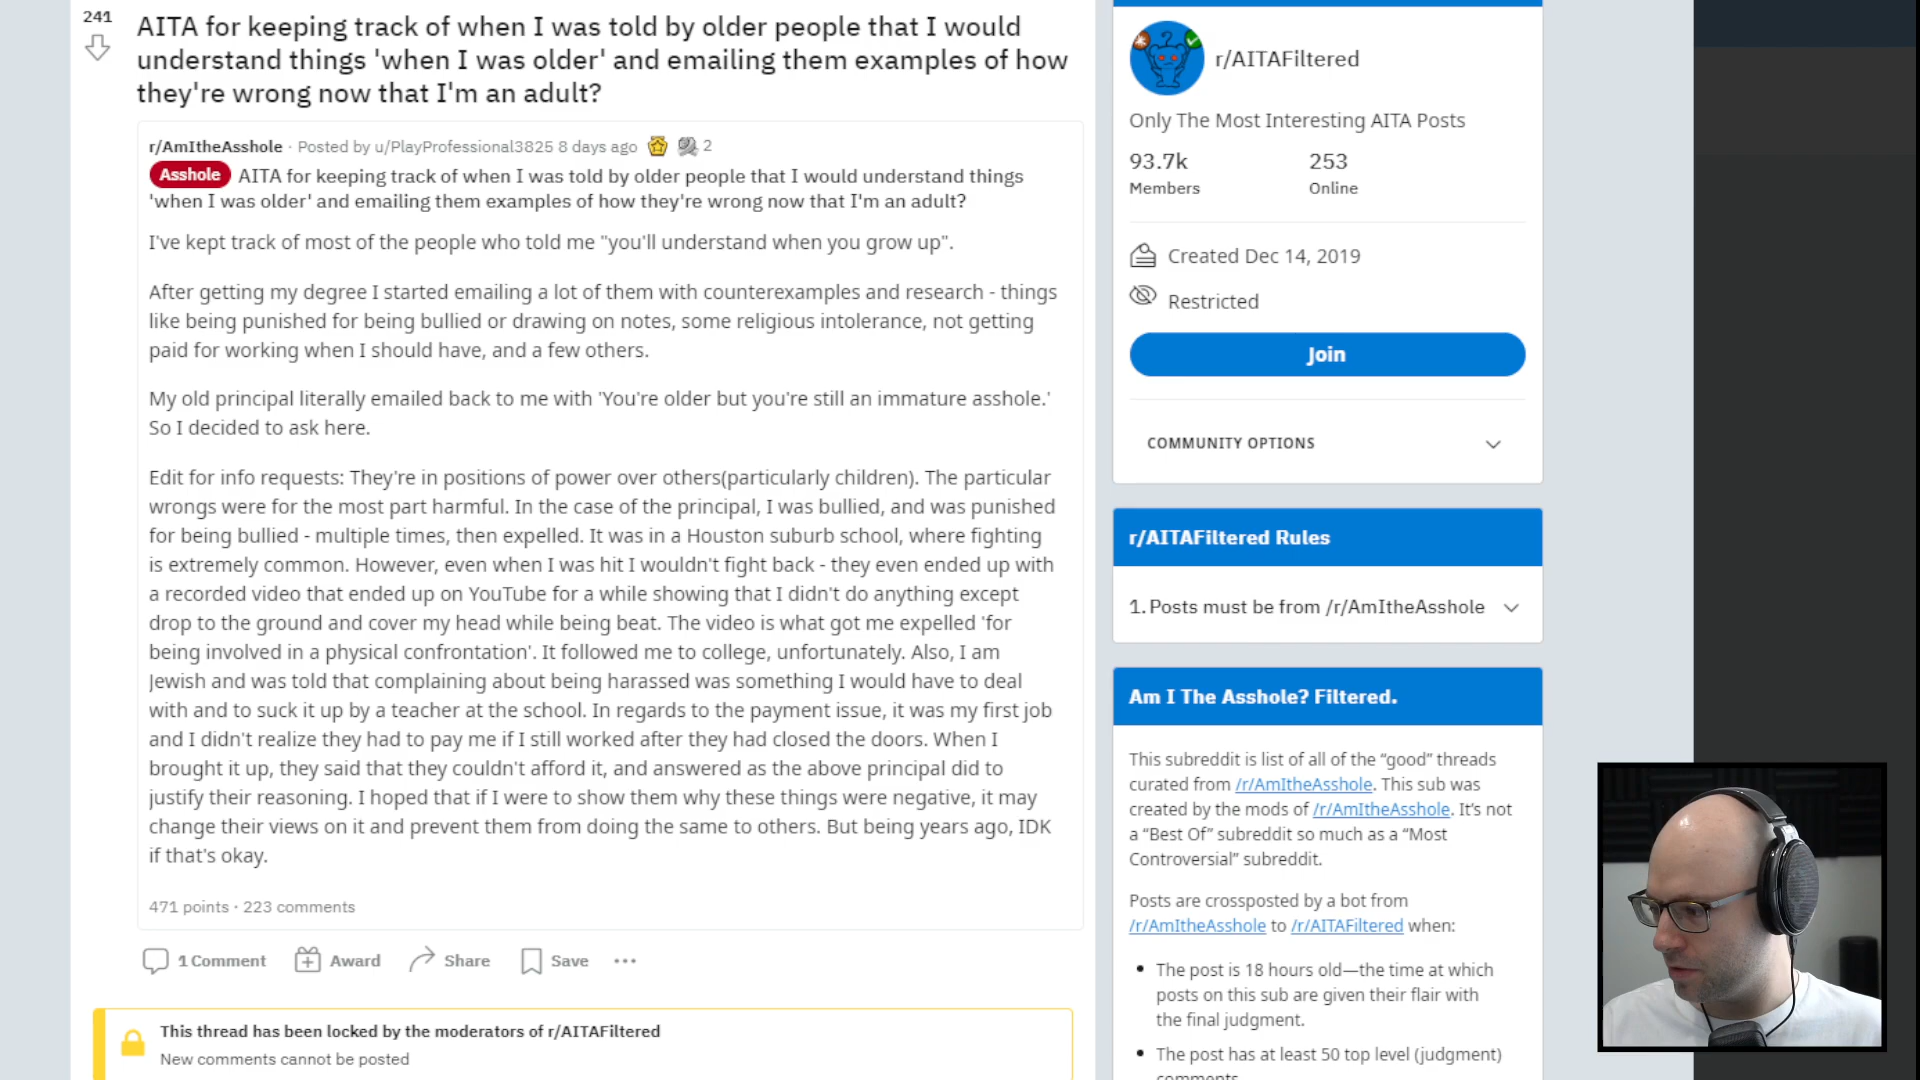 241
AITA for keeping track of when I was told by older people that I would
understand things 'when I was older' and emailing them examples of how
they're wrong now that I'm an adult?
r/AmItheAsshole · Posted by u/PlayProfessional3825 8 days ago 2
Asshole AITA for keeping track of when I was told by older people that I would understand things
'when I was older' and emailing them examples of how they're wrong now that I'm an adult?
I've kept track of most of the people who told me "you'll understand when you grow up".
After getting my degree I started emailing a lot of them with counterexamples and research - things
like being punished for being bullied or drawing on notes, some religious intolerance, not getting
paid for working when I should have, and a few others.
My old principal literally emailed back to me with 'You're older but you're still an immature asshole.'
So I decided to ask here.
Edit for info requests: They're in positions of power over others(particularly children). The particular
wrongs were for the most part harmful. In the case of the principal, I was bullied, and was punished
for being bullied - multiple times, then expelled. It was in a Houston suburb school, where fighting
is extremely common. However, even when I was hit I wouldn't fight back - they even ended up with
a recorded video that ended up on YouTube for a while showing that I didn't do anything except
drop to the ground and cover my head while being beat. The video is what got me expelled 'for
being involved in a physical confrontation'. It followed me to college, unfortunately. Also, I am
Jewish and was told that complaining about being harassed was something I would have to deal
with and to suck it up by a teacher at the school. In regards to the payment issue, it was my first job
and I didn't realize they had to pay me if I still worked after they had closed the doors. When I
brought it up, they said that they couldn't afford it, and answered as the above principal did to
justify their reasoning. I hoped that if I were to show them why these things were negative, it may
change their views on it and prevent them from doing the same to others. But being years ago, IDK
if that's okay.
471 points · 223 comments
1 Comment Award Share Save
This thread has been locked by the moderators of r/AITAFiltered
New comments cannot be posted
r/AITAFiltered
Only The Most Interesting AITA Posts
93.7k 253
Members Online
Created Dec 14, 2019
Restricted
Join
COMMUNITY OPTIONS
r/AITAFiltered Rules
1. Posts must be from /r/AmItheAsshole
Am I The Asshole? Filtered.
This subreddit is list of all of the “good” threads
curated from /r/AmItheAsshole. This sub was
created by the mods of /r/AmItheAsshole. It’s not
a “Best Of” subreddit so much as a “Most
Controversial” subreddit.
Posts are crossposted by a bot from
/r/AmItheAsshole to /r/AITAFiltered when:
• The post is 18 hours old—the time at which
posts on this sub are given their flair with
the final judgment.
• The post has at least 50 top level (judgment)
comments